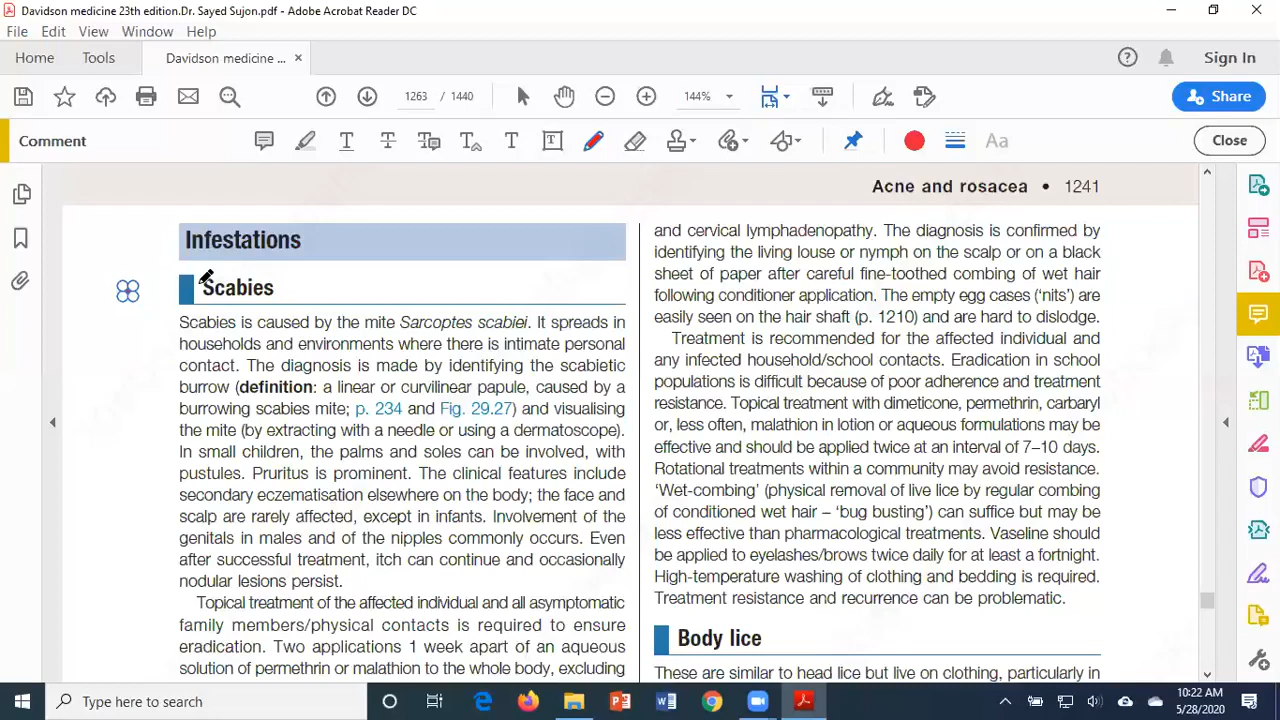 Davidson medicine 23th edition.Dr. Sayed Sujon.pdf - Adobe Acrobat Reader DC
File Edit View Window Help
Home Tools Davidson medicine ... × Sign In
1263 / 1440 144% Share
Comment Aa Close
Acne and rosacea • 1241
Infestations
Scabies
Scabies is caused by the mite Sarcoptes scabiei. It spreads in
households and environments where there is intimate personal
contact. The diagnosis is made by identifying the scabietic
burrow (definition: a linear or curvilinear papule, caused by a
burrowing scabies mite; p. 234 and Fig. 29.27) and visualising
the mite (by extracting with a needle or using a dermatoscope).
In small children, the palms and soles can be involved, with
pustules. Pruritus is prominent. The clinical features include
secondary eczematisation elsewhere on the body; the face and
scalp are rarely affected, except in infants. Involvement of the
genitals in males and of the nipples commonly occurs. Even
after successful treatment, itch can continue and occasionally
nodular lesions persist.
Topical treatment of the affected individual and all asymptomatic
family members/physical contacts is required to ensure
eradication. Two applications 1 week apart of an aqueous
solution of permethrin or malathion to the whole body, excluding
and cervical lymphadenopathy. The diagnosis is confirmed by
identifying the living louse or nymph on the scalp or on a black
sheet of paper after careful fine-toothed combing of wet hair
following conditioner application. The empty egg cases (‘nits’) are
easily seen on the hair shaft (p. 1210) and are hard to dislodge.
Treatment is recommended for the affected individual and
any infected household/school contacts. Eradication in school
populations is difficult because of poor adherence and treatment
resistance. Topical treatment with dimeticone, permethrin, carbaryl
or, less often, malathion in lotion or aqueous formulations may be
effective and should be applied twice at an interval of 7–10 days.
Rotational treatments within a community may avoid resistance.
‘Wet-combing’ (physical removal of live lice by regular combing
of conditioned wet hair – ‘bug busting’) can suffice but may be
less effective than pharmacological treatments. Vaseline should
be applied to eyelashes/brows twice daily for at least a fortnight.
High-temperature washing of clothing and bedding is required.
Treatment resistance and recurrence can be problematic.
Body lice
These are similar to head lice but live on clothing, particularly in
Type here to search
10:22 AM
5/28/2020